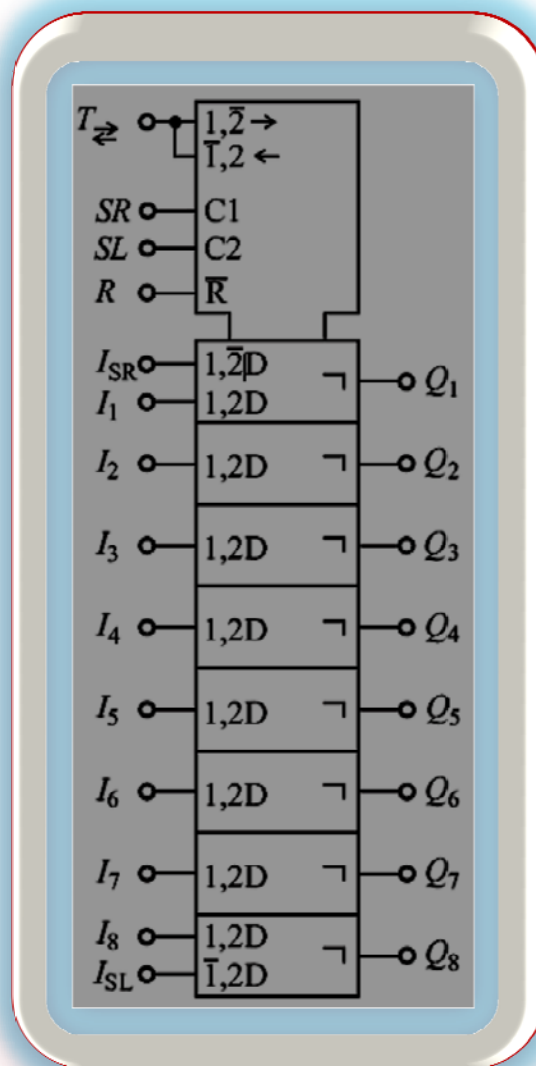 T⇄ 1,2̅ →
1̅,2 ←
SR C1
SL C2
R R̅
I_SR 1,2̅|D
I₁ 1,2D ¬ Q₁
I₂ 1,2D ¬ Q₂
I₃ 1,2D ¬ Q₃
I₄ 1,2D ¬ Q₄
I₅ 1,2D ¬ Q₅
I₆ 1,2D ¬ Q₆
I₇ 1,2D ¬ Q₇
I₈ 1,2D ¬ Q₈
I_SL 1̅,2D